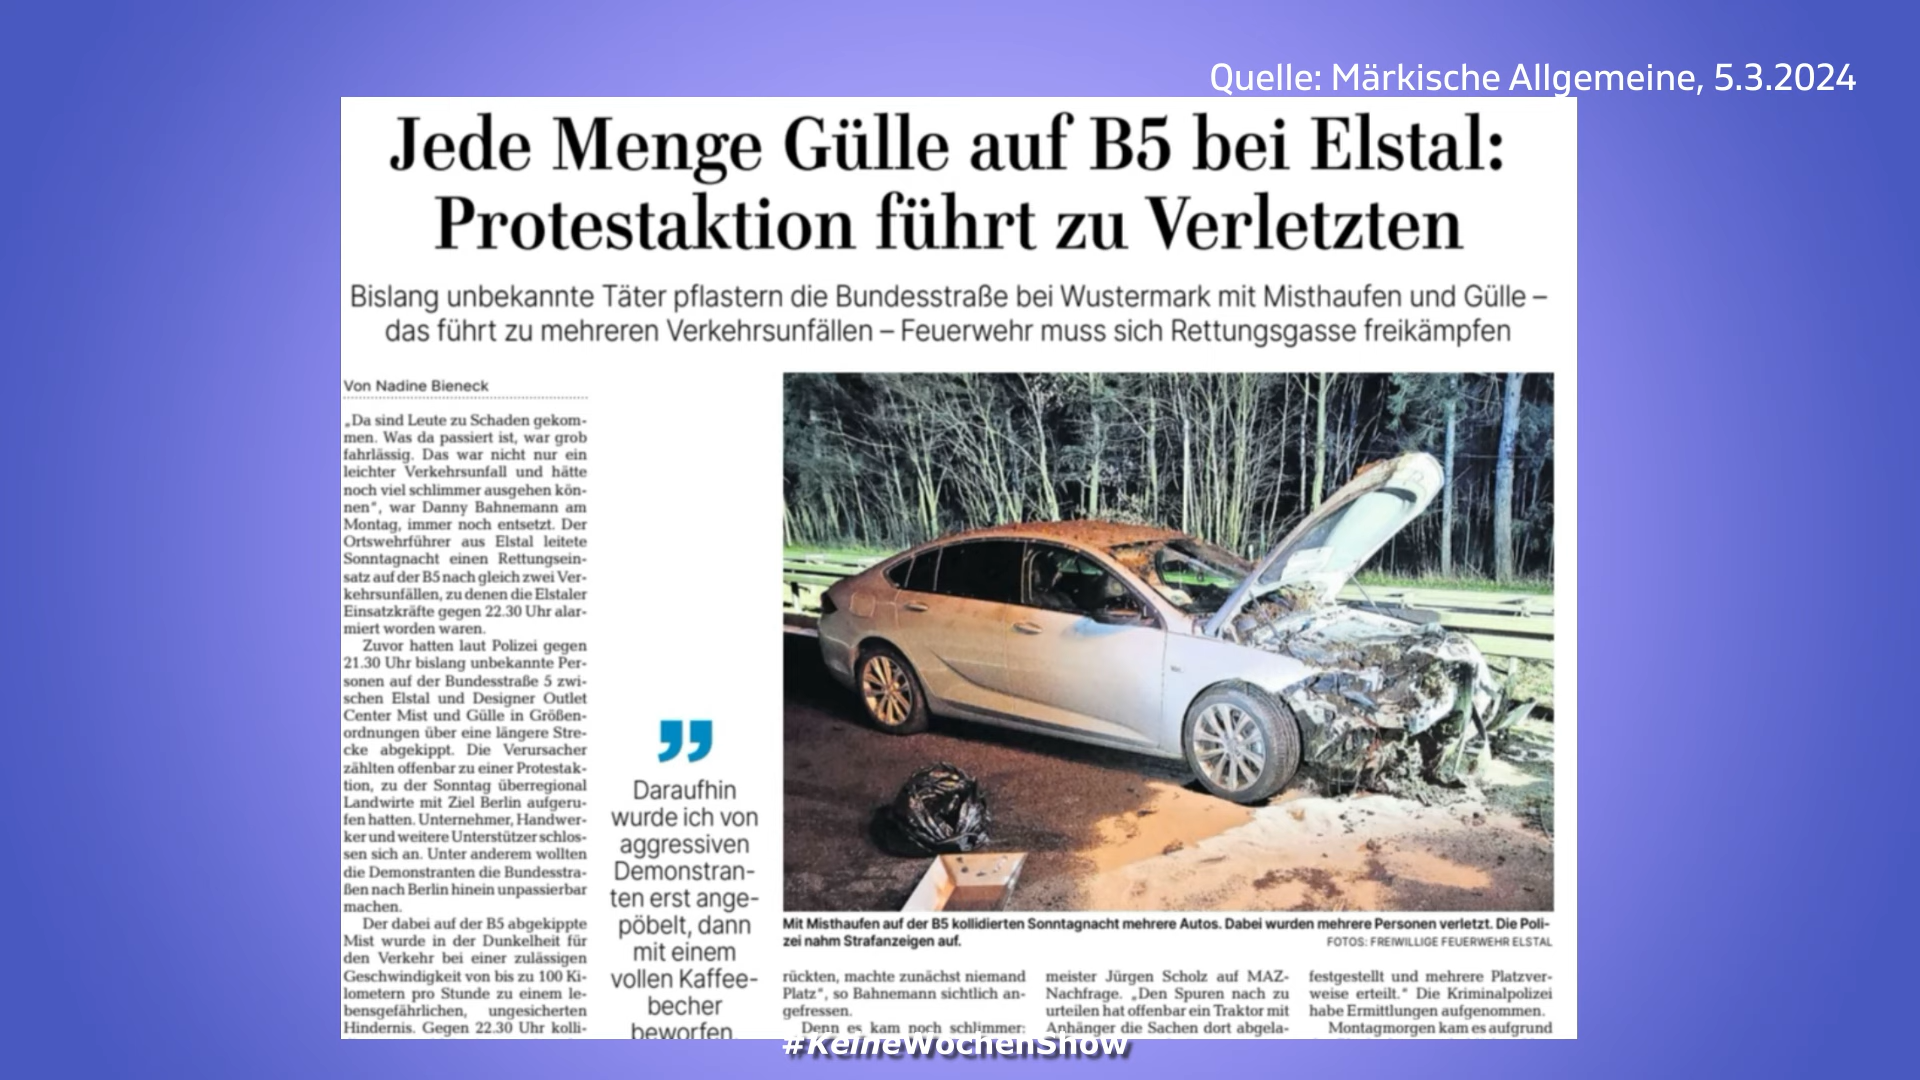 Quelle: Märkische Allgemeine, 5.3.2024
Jede Menge Gülle auf B5 bei Elstal:
Protestaktion führt zu Verletzten
Bislang unbekannte Täter pflastern die Bundesstraße bei Wustermark mit Misthaufen und Gülle –
das führt zu mehreren Verkehrsunfällen – Feuerwehr muss sich Rettungsgasse freikämpfen
Von Nadine Bieneck
„Da sind Leute zu Schaden gekom-
men. Was da passiert ist, war grob
fahrlässig. Das war nicht nur ein
leichter Verkehrsunfall und hätte
noch viel schlimmer ausgehen kön-
nen“, war Danny Bahnemann am
Montag, immer noch entsetzt. Der
Ortswehrführer aus Elstal leitete
Sonntagnacht einen Rettungsein-
satz auf der B5 nach gleich zwei Ver-
kehrsunfällen, zu denen die Elstaler
Einsatzkräfte gegen 22.30 Uhr alar-
miert worden waren.
Zuvor hatten laut Polizei gegen
21.30 Uhr bislang unbekannte Per-
sonen auf der Bundesstraße 5 zwi-
schen Elstal und Designer Outlet
Center Mist und Gülle in Größen-
ordnungen über eine längere Stre-
cke abgekippt. Die Verursacher
zählten offenbar zu einer Protestak-
tion, zu der Sonntag überregional
Landwirte mit Ziel Berlin aufgeru-
fen hatten. Unternehmer, Handwer-
ker und weitere Unterstützer schlos-
sen sich an. Unter anderem wollten
die Demonstranten die Bundesstra-
ßen nach Berlin hinein unpassierbar
machen.
Der dabei auf der B5 abgekippte
Mist wurde in der Dunkelheit für
den Verkehr bei einer zulässigen
Geschwindigkeit von bis zu 100 Ki-
lometern pro Stunde zu einem le-
bensgefährlichen, ungesicherten
Hindernis. Gegen 22.30 Uhr kolli-
”
Daraufhin
wurde ich von
aggressiven
Demonstran-
ten erst ange-
pöbelt, dann
mit einem
vollen Kaffee-
becher
beworfen.
Mit Misthaufen auf der B5 kollidierten Sonntagnacht mehrere Autos. Dabei wurden mehrere Personen verletzt. Die Poli-
zei nahm Strafanzeigen auf.
FOTOS: FREIWILLIGE FEUERWEHR ELSTAL
rückten, machte zunächst niemand
Platz“, so Bahnemann sichtlich an-
gefressen.
Denn es kam noch schlimmer:
meister Jürgen Scholz auf MAZ-
Nachfrage. „Den Spuren nach zu
urteilen hat offenbar ein Traktor mit
Anhänger die Sachen dort abgela-
festgestellt und mehrere Platzver-
weise erteilt.“ Die Kriminalpolizei
habe Ermittlungen aufgenommen.
Montagmorgen kam es aufgrund
#KeineWochenShow